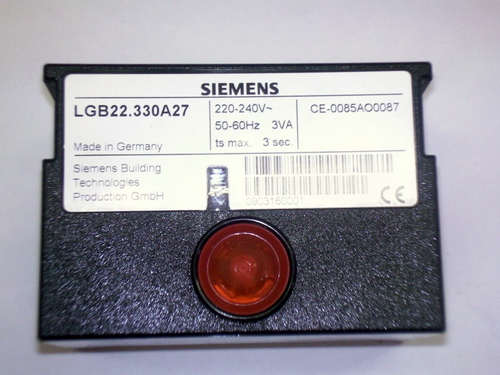 SIEMENS
LGB22.330A27
220-240V~
CE-0085AO0087
50-60Hz 3VA
Made in Germany
ts max. 3 sec.
Siemens Building
Technologies
Production GmbH
0903160001
CE